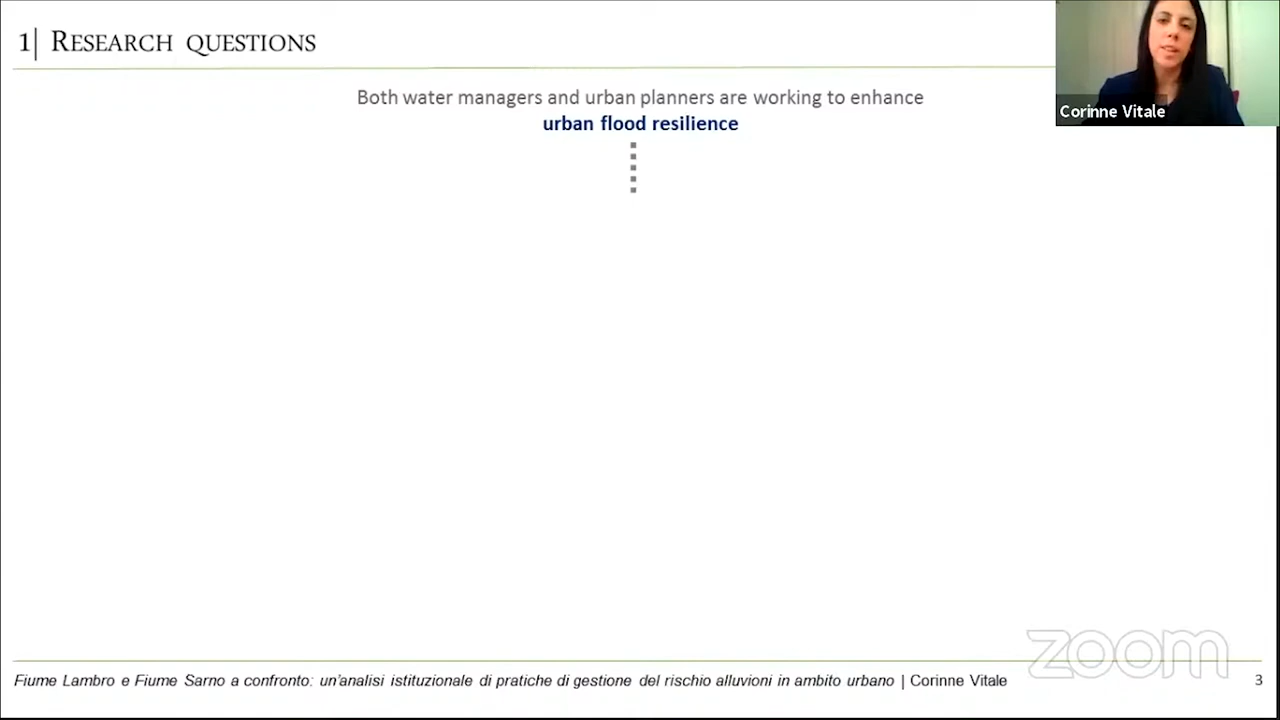 1| RESEARCH QUESTIONS
Both water managers and urban planners are working to enhance
urban flood resilience
Corinne Vitale
zoom
Fiume Lambro e Fiume Sarno a confronto: un'analisi istituzionale di pratiche di gestione del rischio alluvioni in ambito urbano | Corinne Vitale
3